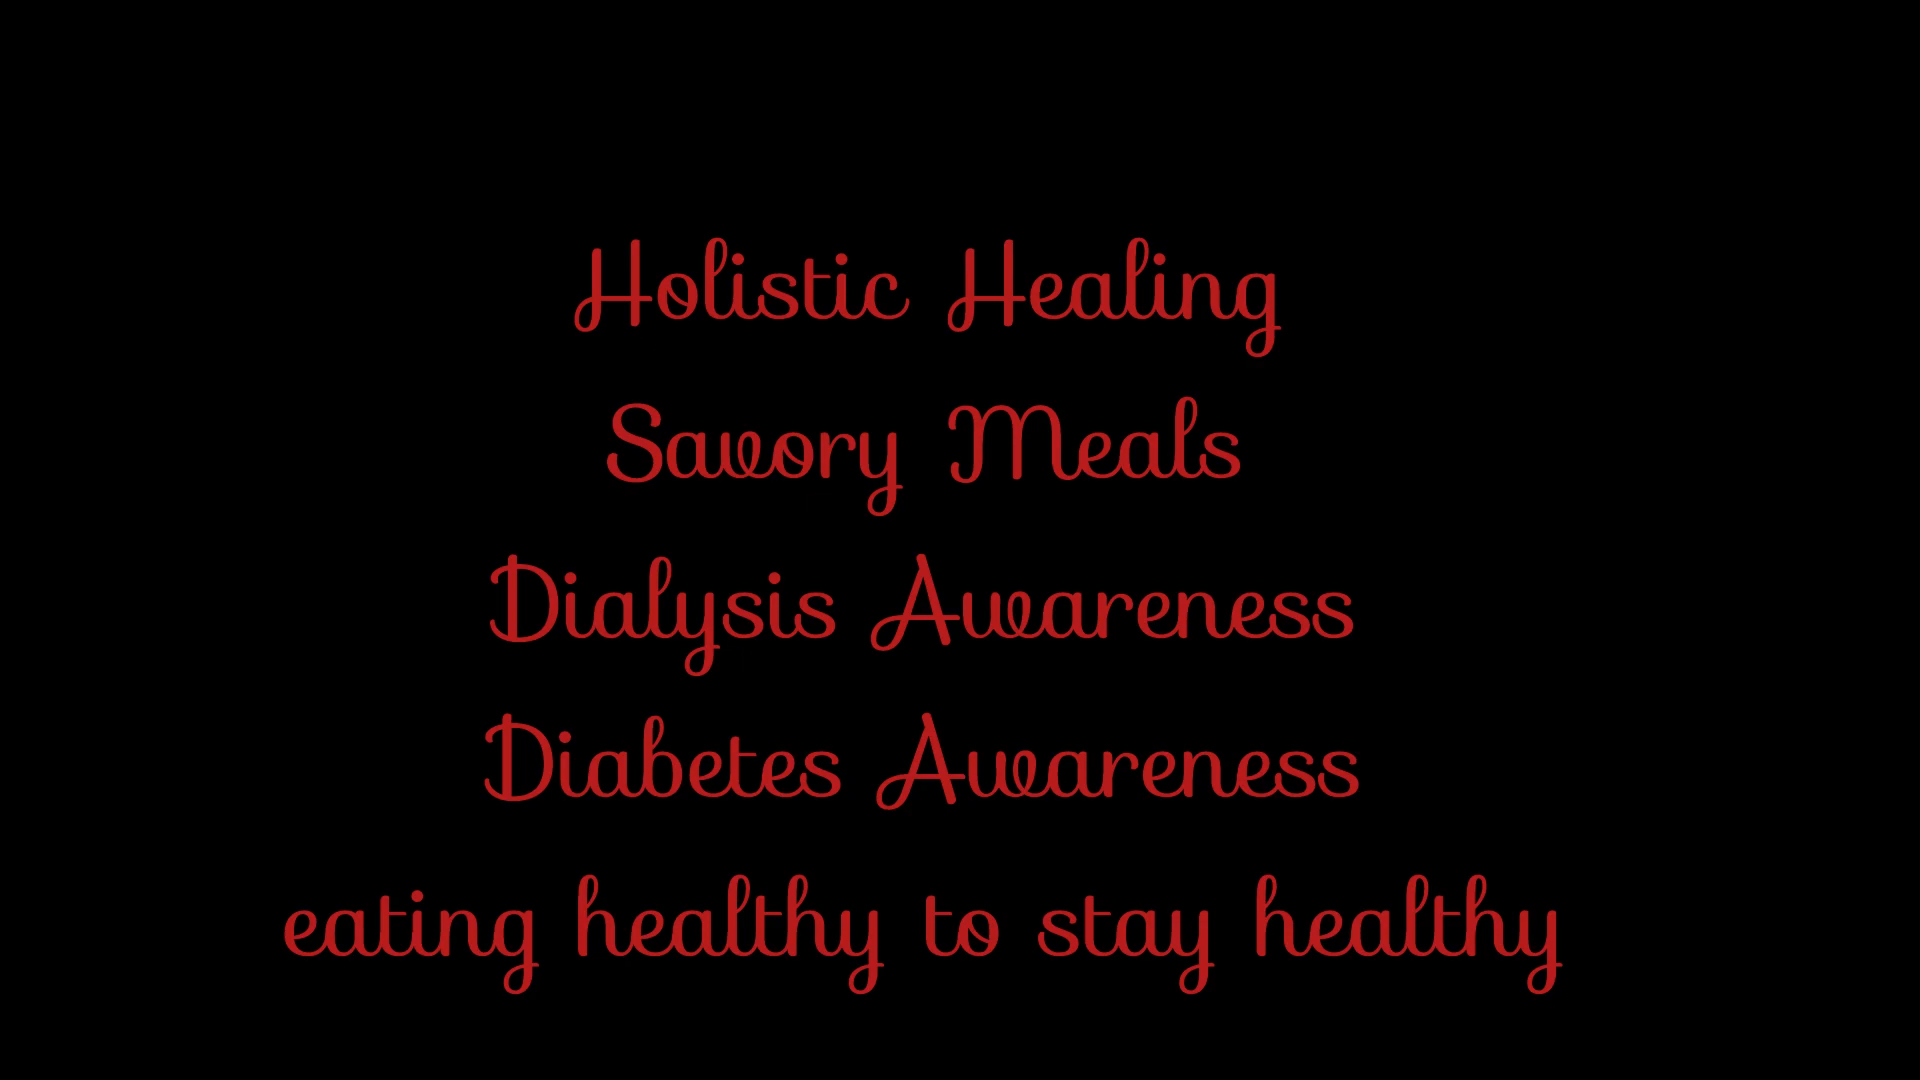 Holistic Healing
Savory Meals
Dialysis Awareness
Diabetes Awareness
eating healthy to stay healthy